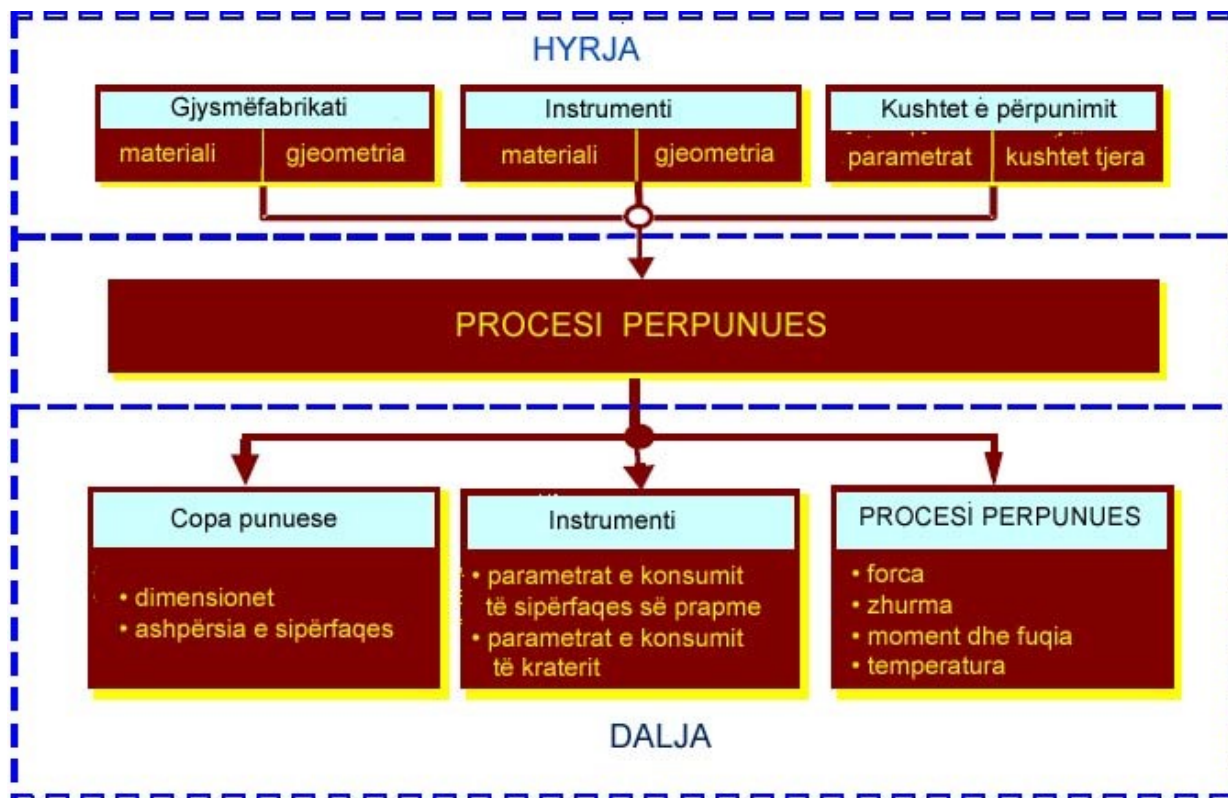 HYRJA
Gjysmëfabrikati
materiali gjeometria
Instrumenti
materiali gjeometria
Kushtet e përpunimit
parametrat kushtet tjera
PROCESI PERPUNUES
Copa punuese
• dimensionet
• ashpërsia e sipërfaqes
Instrumenti
• parametrat e konsumit
të sipërfaqes së prapme
• parametrat e konsumit
të kraterit
PROCESI PERPUNUES
• forca
• zhurma
• moment dhe fuqia
• temperatura
DALJA